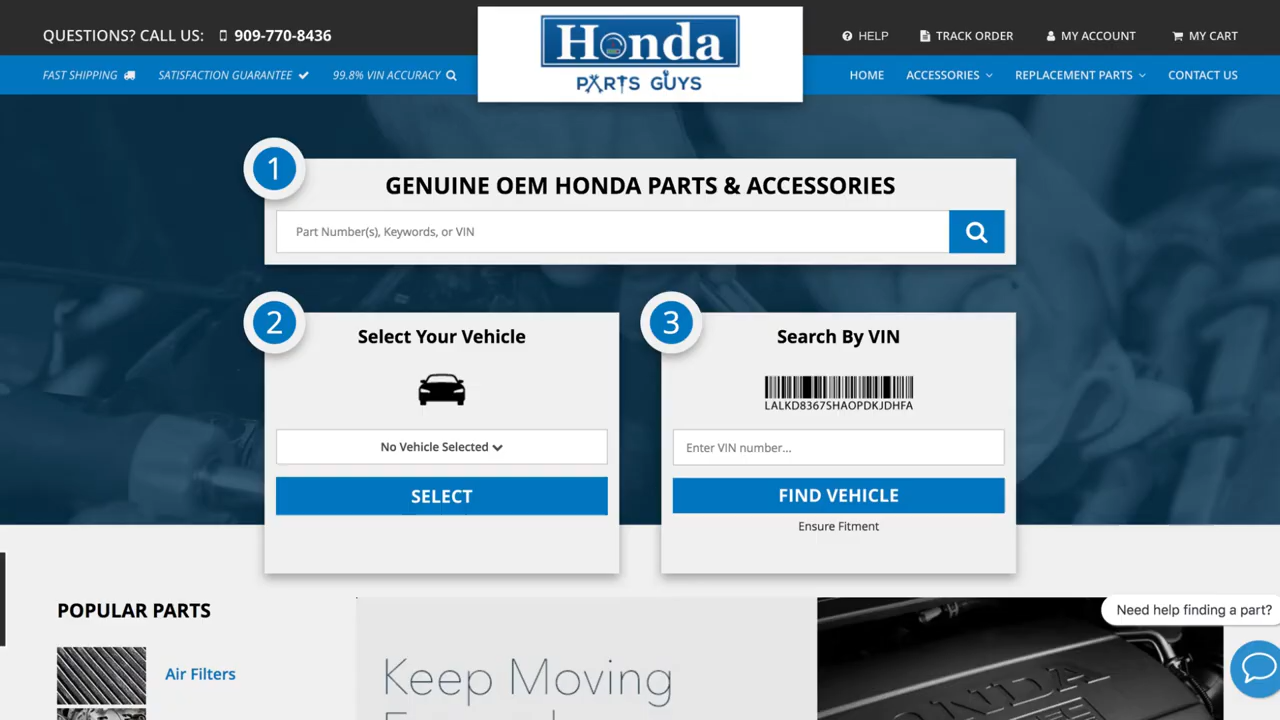 QUESTIONS? CALL US: 909-770-8436
HELP TRACK ORDER MY ACCOUNT MY CART
Honda
PARTS GUYS
FAST SHIPPING SATISFACTION GUARANTEE 99.8% VIN ACCURACY
HOME ACCESSORIES REPLACEMENT PARTS CONTACT US
1
GENUINE OEM HONDA PARTS & ACCESSORIES
Part Number(s), Keywords, or VIN
2
Select Your Vehicle
No Vehicle Selected
SELECT
3
Search By VIN
LALKD8367SHAOPDKJDHFA
Enter VIN number...
FIND VEHICLE
Ensure Fitment
POPULAR PARTS
Air Filters
Keep Moving
HONDA
Need help finding a part?